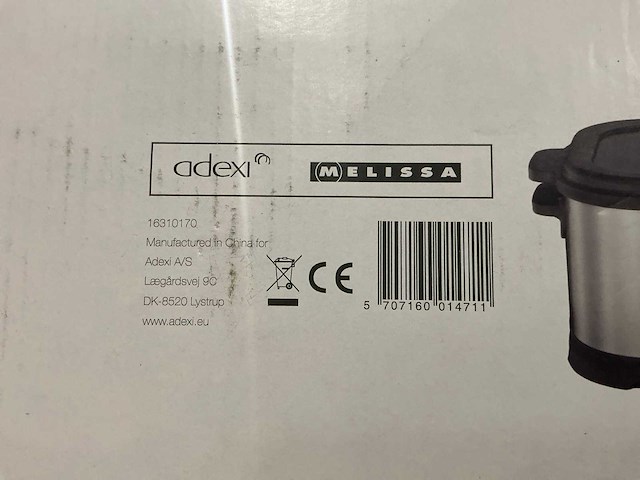 adexi MELISSA
16310170
Manufactured in China for
Adexi A/S
Lægårdsvej 9C
DK-8520 Lystrup
www.adexi.eu
CE
5 707160 014711